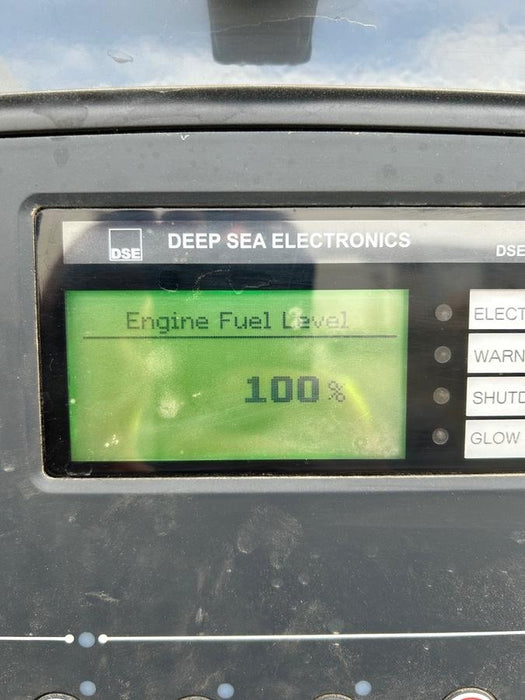 DSE
DEEP SEA ELECTRONICS
DSE
Engine Fuel Level
100 %
ELECT
WARN
SHUTD
GLOW